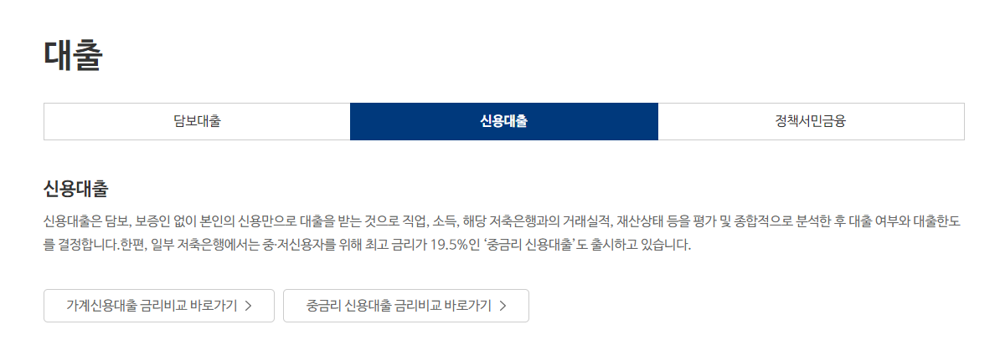 대출
담보대출
신용대출
정책서민금융
신용대출
신용대출은 담보, 보증인 없이 본인의 신용만으로 대출을 받는 것으로 직업, 소득, 해당 저축은행과의 거래실적, 재산상태 등을 평가 및 종합적으로 분석한 후 대출 여부와 대출한도
를 결정합니다.한편, 일부 저축은행에서는 중·저신용자를 위해 최고 금리가 19.5%인 ‘중금리 신용대출’도 출시하고 있습니다.
가계신용대출 금리비교 바로가기 >
중금리 신용대출 금리비교 바로가기 >